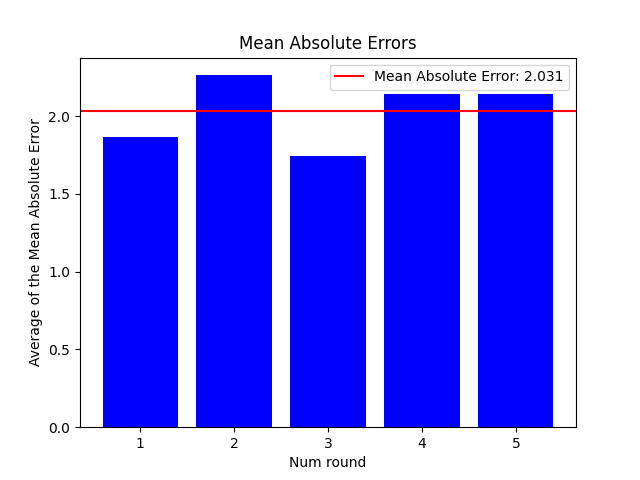 Mean Absolute Errors
Mean Absolute Error: 2.031
Average of the Mean Absolute Error
2.0
1.5
1.0
0.5
0.0
1 2 3 4 5
Num round